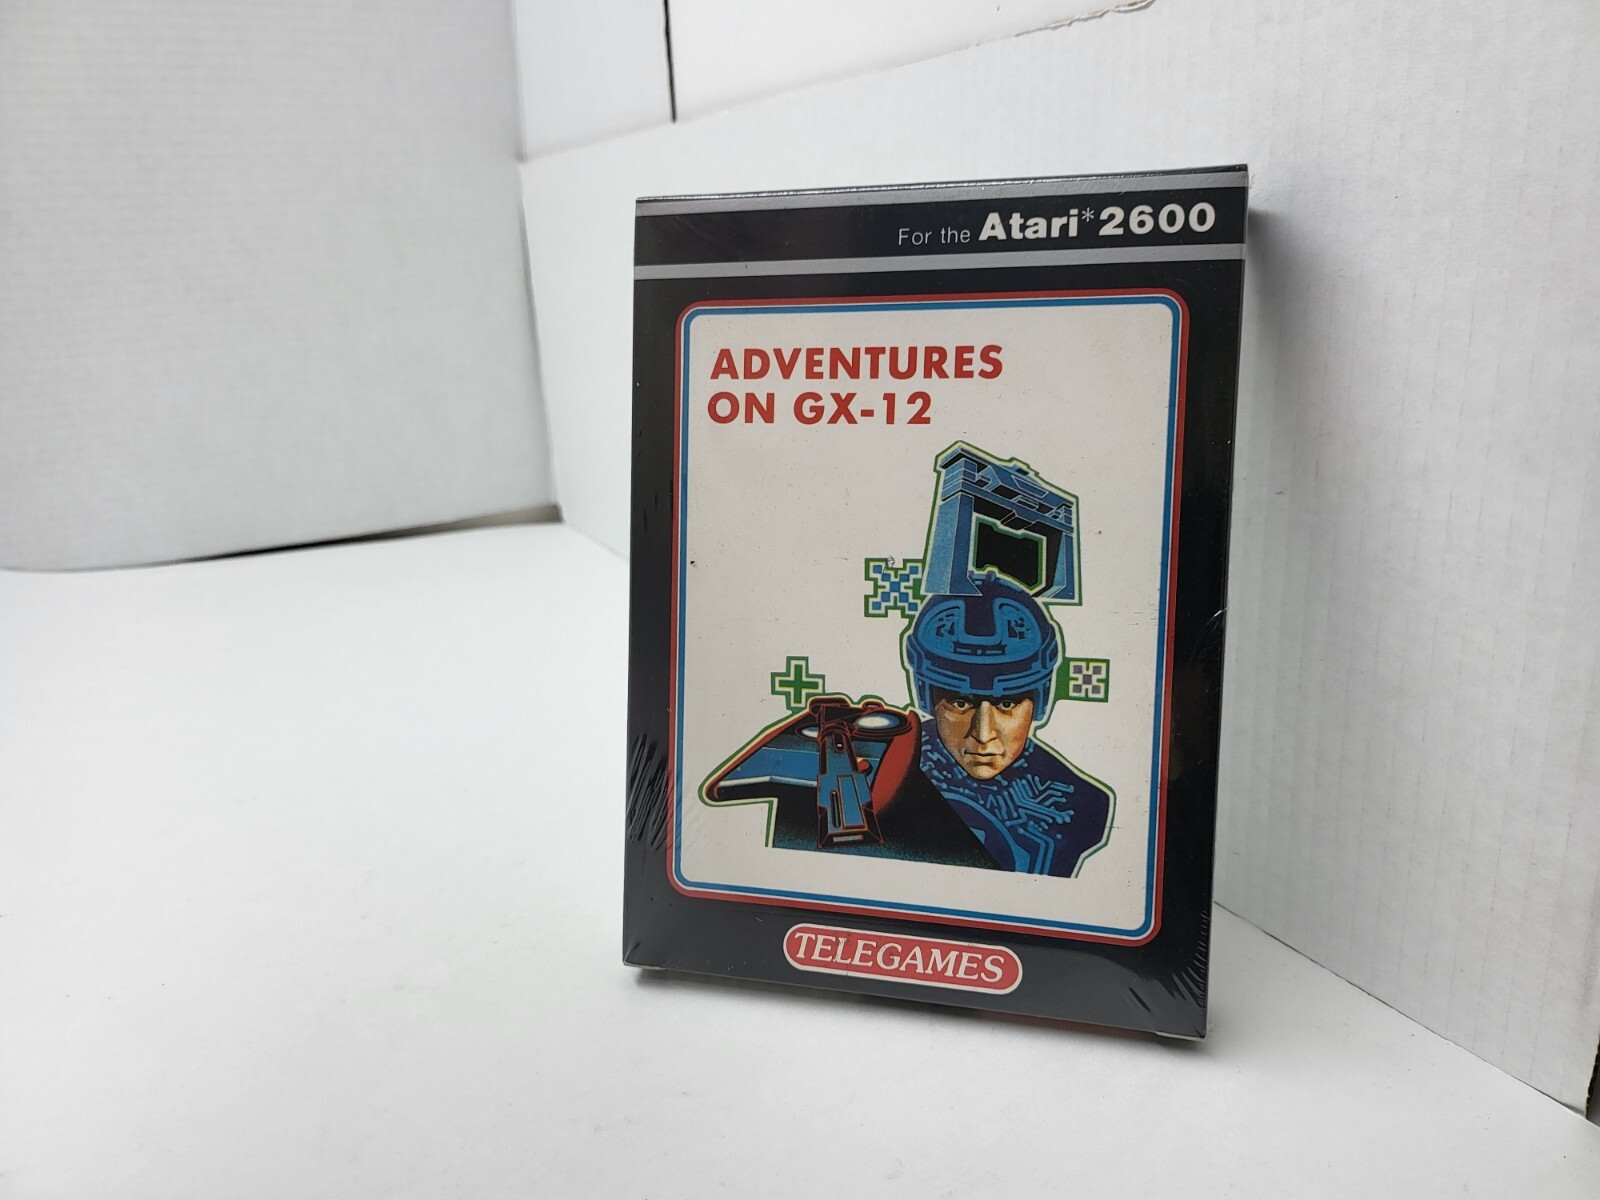 For the Atari*2600
ADVENTURES
ON GX-12
TELEGAMES